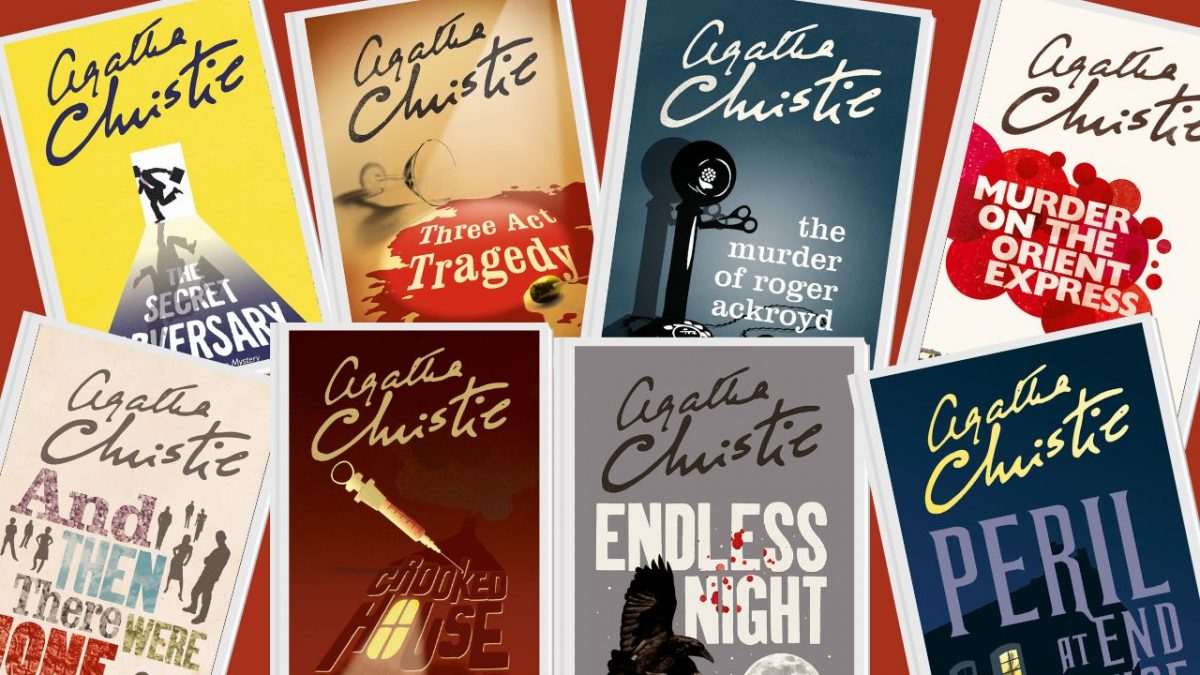 Agatha
Christie
THE
SECRET
DVERSARY
Mystery
Agatha
Christie
Three Act
Tragedy
Agatha
Christie
the
murder
of roger
ackroyd
Agatha
Christie
MURDER
ON THE
ORIENT
EXPRESS
Agatha
Christie
And
THEN
There WERE
NONE
Agatha
Christie
CROOKED
HOUSE
Agatha
Christie
ENDLESS
NIGHT
Agatha
Christie
PERIL
AT END